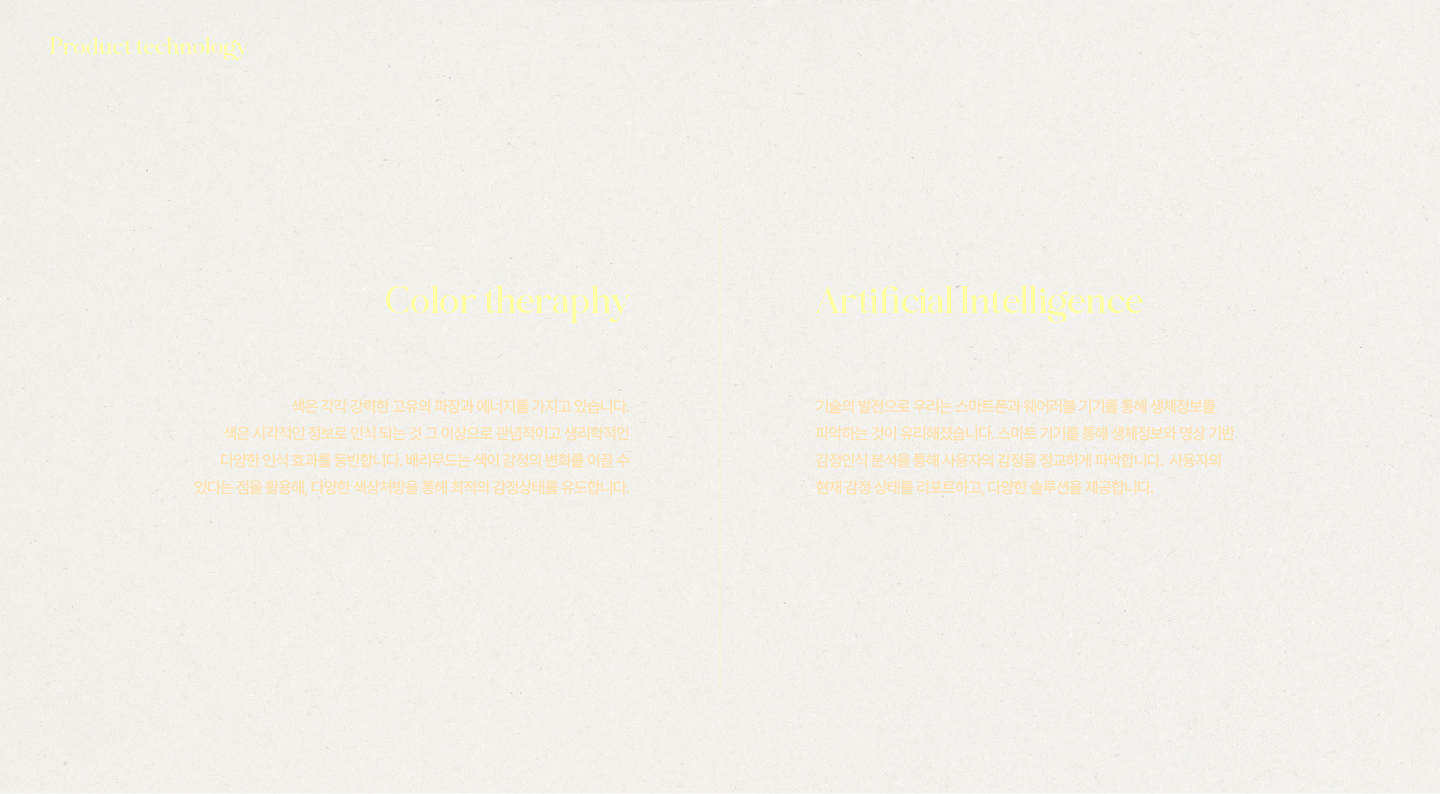 Product technology
Color theraphy
색은 각각 강력한 고유의 파장과 에너지를 가지고 있습니다.
색은 시각적인 정보로 인식 되는 것 그 이상으로 관념적이고 생리학적인
다양한 인식 효과를 동반합니다. 배리무드는 색이 감정의 변화를 이끌 수
있다는 점을 활용해, 다양한 색상처방을 통해 최적의 감정상태를 유도합니다.
Artificial Intelligence
기술의 발전으로 우리는 스마트폰과 웨어러블 기기를 통해 생체정보를
파악하는 것이 유리해졌습니다. 스마트 기기를 통해 생체정보와 영상 기반
감정인식 분석을 통해 사용자의 감정을 정교하게 파악합니다. 사용자의
현재 감정 상태를 리포트하고, 다양한 솔루션을 제공합니다.